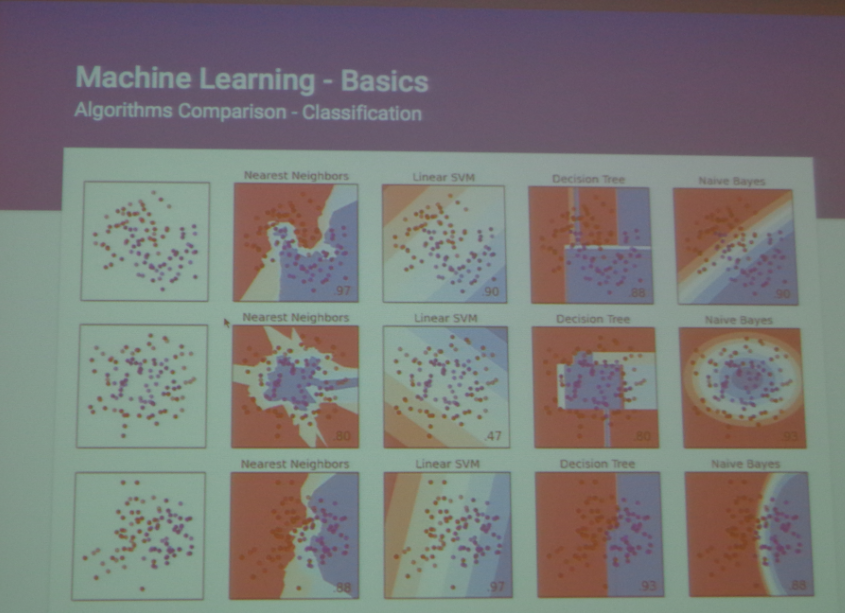 Machine Learning - Basics
Algorithms Comparison - Classification
Nearest Neighbors Linear SVM Decision Tree Naive Bayes
.97 .90 .88 .90
Nearest Neighbors Linear SVM Decision Tree Naive Bayes
.80 .47 .80 .93
Nearest Neighbors Linear SVM Decision Tree Naive Bayes
.88 .97 .93 .88